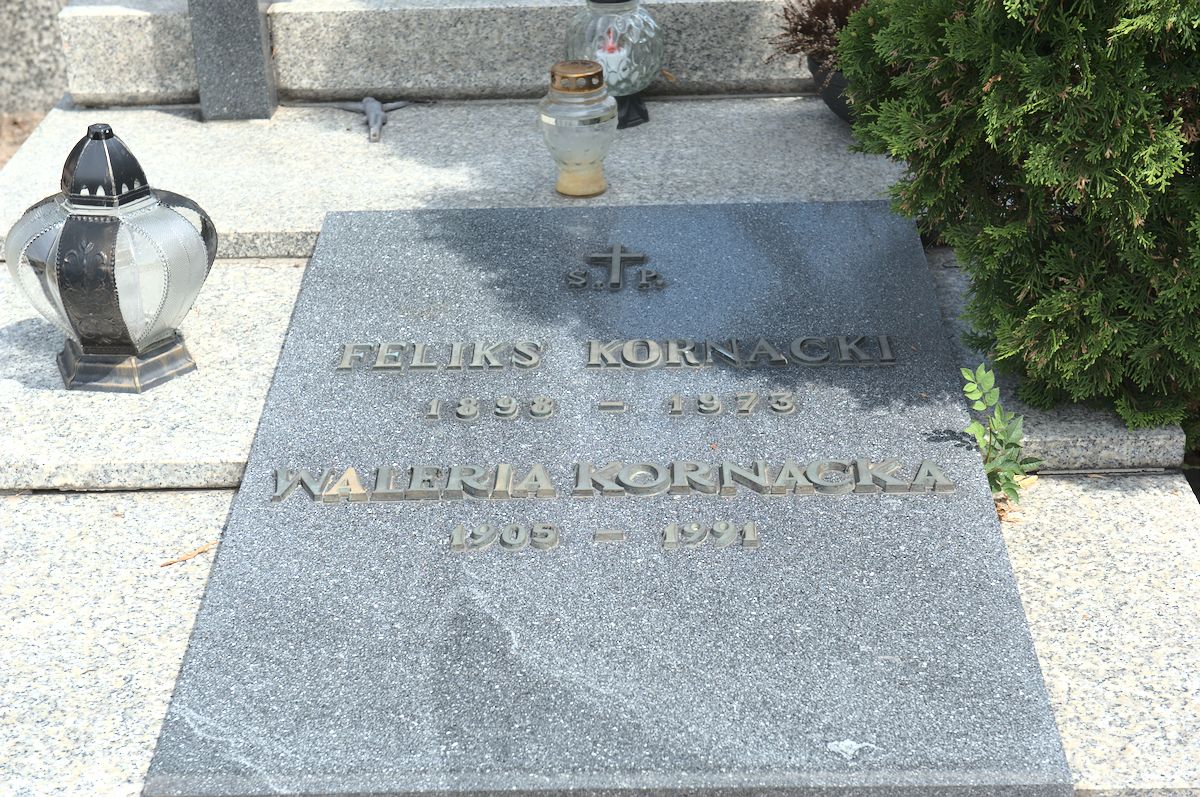 Ś. P.
FELIKS KORNACKI
1898 – 1973
WALERIA KORNACKA
1905 – 1991